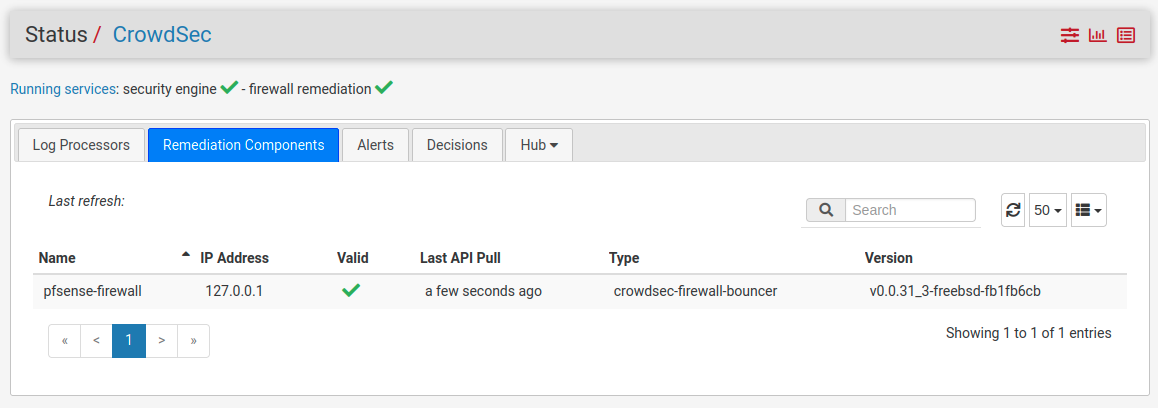 Status / CrowdSec
Running services: security engine - firewall remediation
Log Processors Remediation Components Alerts Decisions Hub
Last refresh:
Search 50
Name IP Address Valid Last API Pull Type Version
pfsense-firewall 127.0.0.1 a few seconds ago crowdsec-firewall-bouncer v0.0.31_3-freebsd-fb1fb6cb
« < 1 > »
Showing 1 to 1 of 1 entries